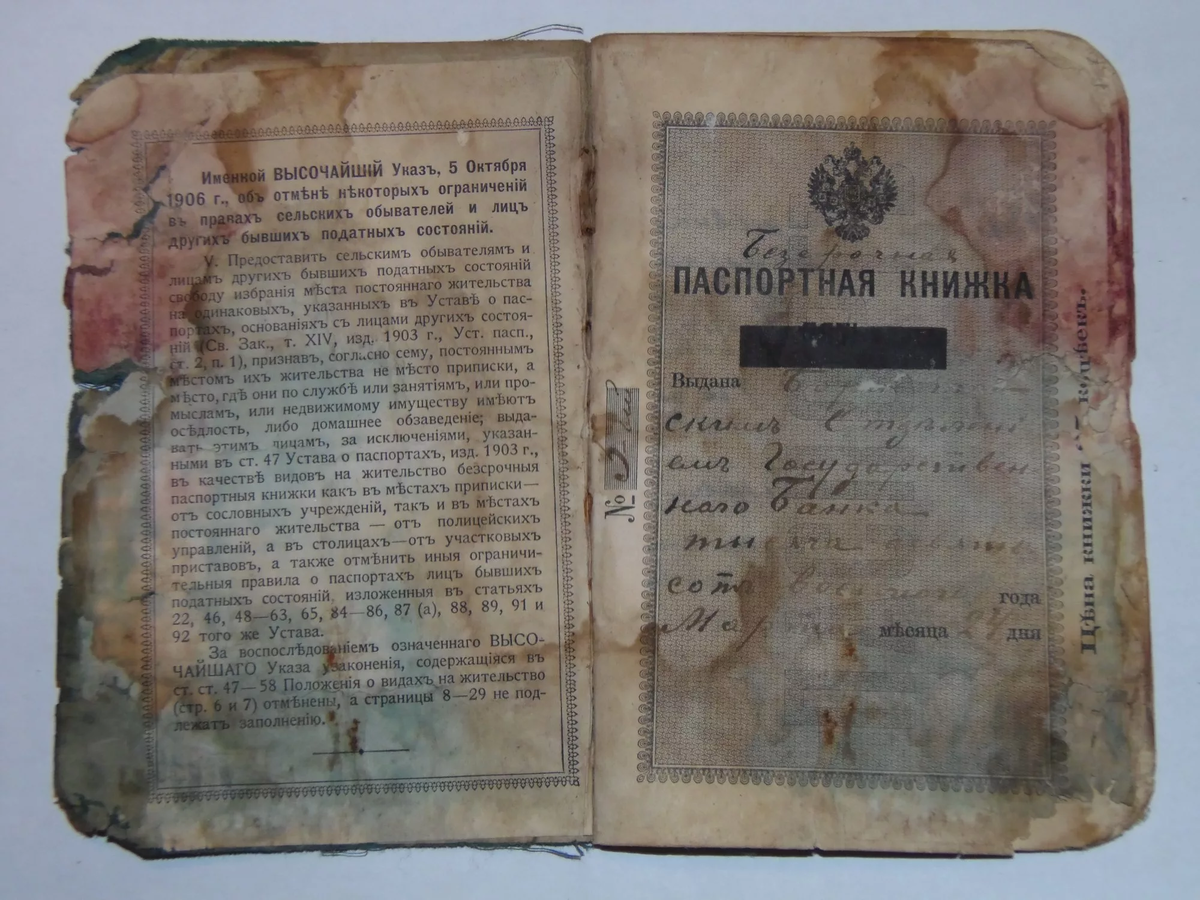 Именной ВЫСОЧАЙШІЙ Указъ, 5 Октября
1906 г., объ отмѣнѣ нѣкоторыхъ ограниченій
въ правахъ сельскихъ обывателей и лицъ
другихъ бывшихъ податныхъ состояній.
V. Предоставить сельскимъ обывателямъ и
лицамъ другихъ бывшихъ податныхъ состояній
свободу избранія мѣста постояннаго жительства
на одинаковыхъ, указанныхъ въ Уставѣ о пас-
портахъ, основаніяхъ съ лицами другихъ состоя-
ній (Св. Зак., т. XIV, изд. 1903 г., Уст. пасп.,
ст. 2, п. 1), признавъ, согласно сему, постояннымъ
мѣстомъ ихъ жительства не мѣсто приписки, а
мѣсто, гдѣ они по службѣ или занятіямъ, или про-
мысламъ, или недвижимому имуществу имѣютъ
осѣдлость, либо домашнее обзаведеніе; выда-
вать этимъ лицамъ, за исключеніями, указан-
ными въ ст. 47 Устава о паспортахъ, изд. 1903 г.,
въ качествѣ видовъ на жительство безсрочныя
паспортныя книжки какъ въ мѣстахъ приписки—
отъ сословныхъ учрежденій, такъ и въ мѣстахъ
постояннаго жительства — отъ полицейскихъ
управленій, а въ столицахъ—отъ участковыхъ
приставовъ, а также отмѣнить иныя ограничи-
тельныя правила о паспортахъ лицъ бывшихъ
податныхъ состояній, изложенныя въ статьяхъ
22, 46, 48—63, 65, 84—86, 87 (а), 88, 89, 91 и
92 того же Устава.
За воспослѣдованіемъ означеннаго ВЫСО-
ЧАЙШАГО Указа узаконенія, содержащіяся въ
ст. ст. 47—58 Положенія о видахъ на жительство
(стр. 6 и 7) отмѣнены, а страницы 8—29 не под-
лежатъ заполненію.
№
Безсрочная
ПАСПОРТНАЯ КНИЖКА
Выдана
скимъ Отдѣлені
емъ Государствен
наго Банка
тысяча девять
сотъ года
Марта мѣсяца 24 дня
Цѣна книжки копѣекъ.